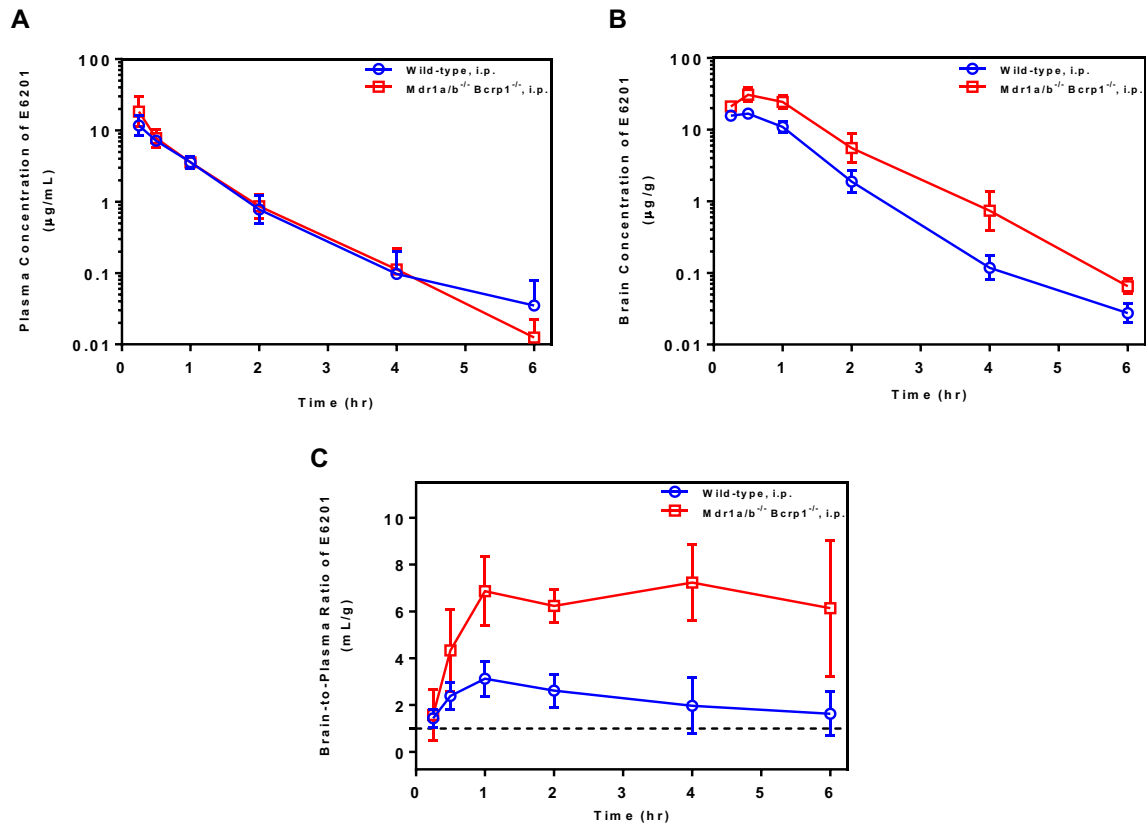 A
Plasma Concentration of E6201
(µg/mL)
100
10
1
0.1
0.01
Wild-type, i.p.
Mdr1a/b⁻/⁻ Bcrp1⁻/⁻, i.p.
0 1 2 3 4 5 6
Time (hr)
B
Brain Concentration of E6201
(µg/g)
100
10
1
0.1
0.01
Wild-type, i.p.
Mdr1a/b⁻/⁻ Bcrp1⁻/⁻, i.p.
0 1 2 3 4 5 6
Time (hr)
C
Brain-to-Plasma Ratio of E6201
(mL/g)
10
8
6
4
2
0
Wild-type, i.p.
Mdr1a/b⁻/⁻ Bcrp1⁻/⁻, i.p.
0 1 2 3 4 5 6
Time (hr)